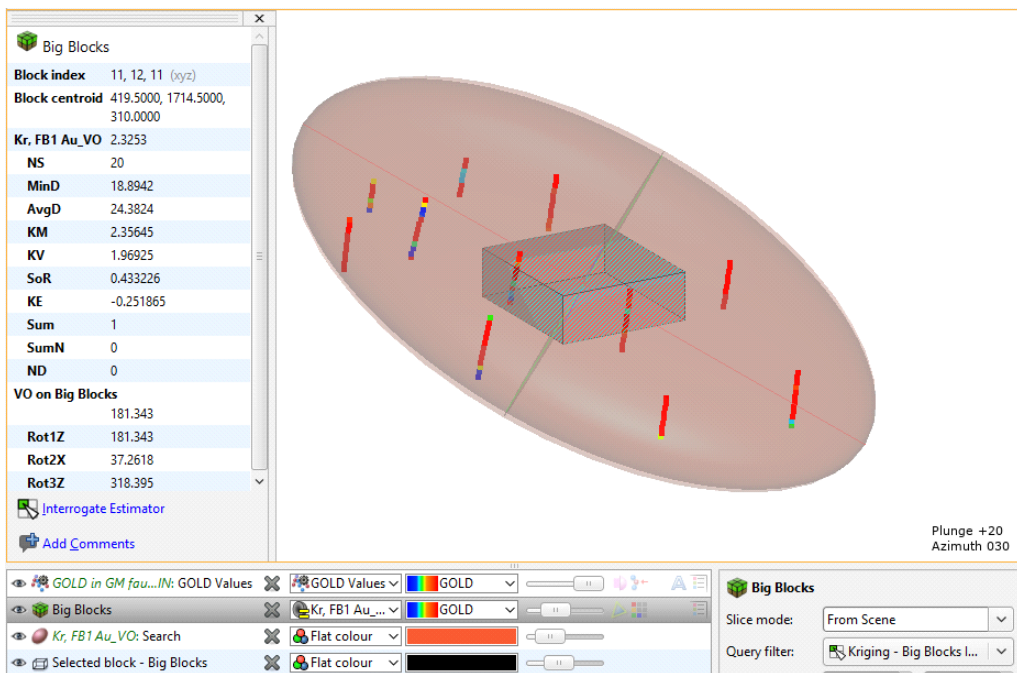 Big Blocks
Block index 11, 12, 11 (xyz)
Block centroid 419.5000, 1714.5000,
310.0000
Kr, FB1 Au_VO 2.3253
NS 20
MinD 18.8942
AvgD 24.3824
KM 2.35645
KV 1.96925
SoR 0.433226
KE -0.251865
Sum 1
SumN 0
ND 0
VO on Big Blocks
181.343
Rot1Z 181.343
Rot2X 37.2618
Rot3Z 318.395
Interrogate Estimator
Add Comments
Plunge +20
Azimuth 030
GOLD in GM fau...IN: GOLD Values GOLD Values GOLD
Big Blocks Kr, FB1 Au_... GOLD
Kr, FB1 Au_VO: Search Flat colour
Selected block - Big Blocks Flat colour
Big Blocks
Slice mode: From Scene
Query filter: Kriging - Big Blocks I...